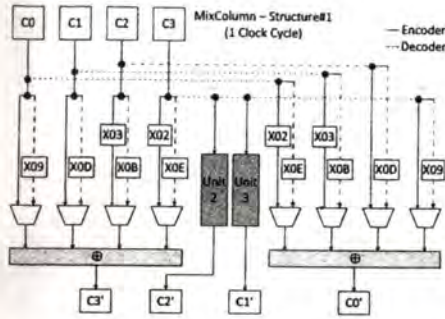 C0 C1 C2 C3
MixColumn – Structure#1
(1 Clock Cycle)
Encoder
Decoder
X03 X02 X02 X03
X09 X0D X0B X0E X0E X0B X0D X09
Unit Unit
2 3
⊕ ⊕
C3' C2' C1' C0'